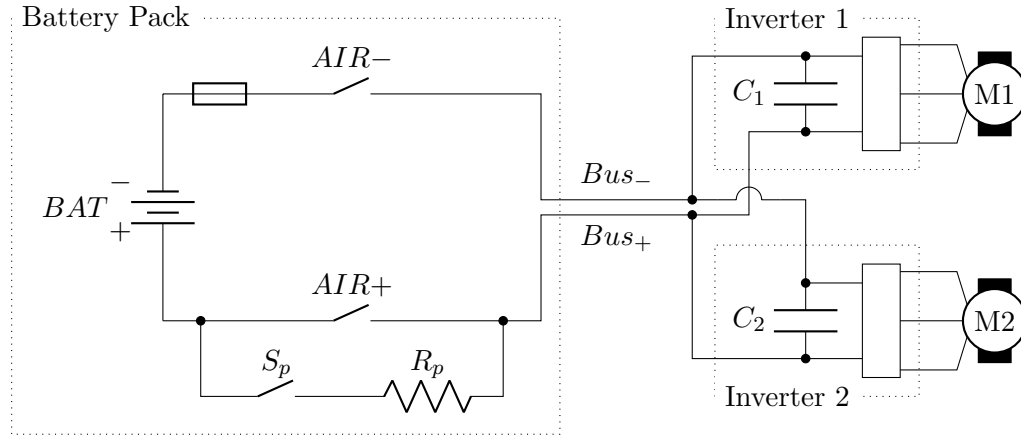 Battery Pack
Inverter 1
AIR−
C₁
M1
−
BAT
+
Bus₋
Bus₊
AIR+
C₂
M2
Sₚ
Rₚ
Inverter 2